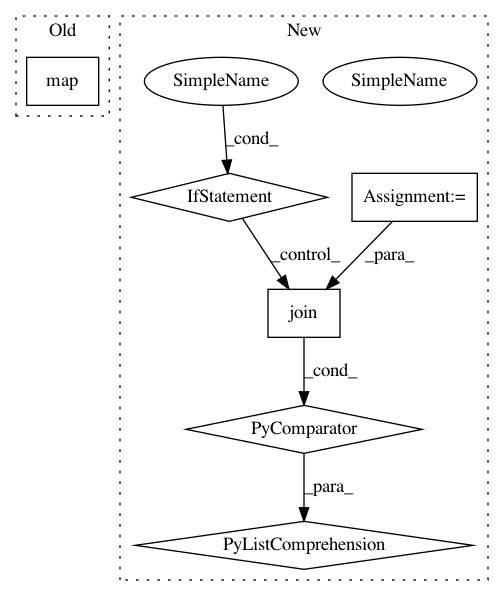 Old
New
map
SimpleName
SimpleName
_cond_
IfStatement
Assignment:=
_control_
_para_
join
_cond_
PyComparator
_para_
PyListComprehension